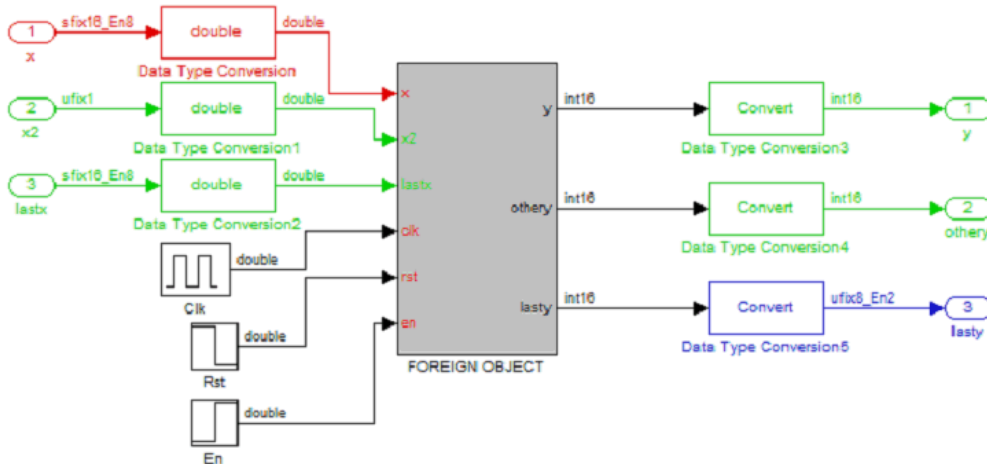 1
sfix16_En8
double
double
x
Data Type Conversion
2
ufix1
double
double
x2
Data Type Conversion1
3
sfix16_En8
double
double
lastx
Data Type Conversion2
double
Clk
double
Rst
double
En
x
x2
lastx
clk
rst
en
y
othery
lasty
FOREIGN OBJECT
int16
Convert
int16
1
y
Data Type Conversion3
int16
Convert
int16
2
othery
Data Type Conversion4
int16
Convert
ufix8_En2
3
lasty
Data Type Conversion5